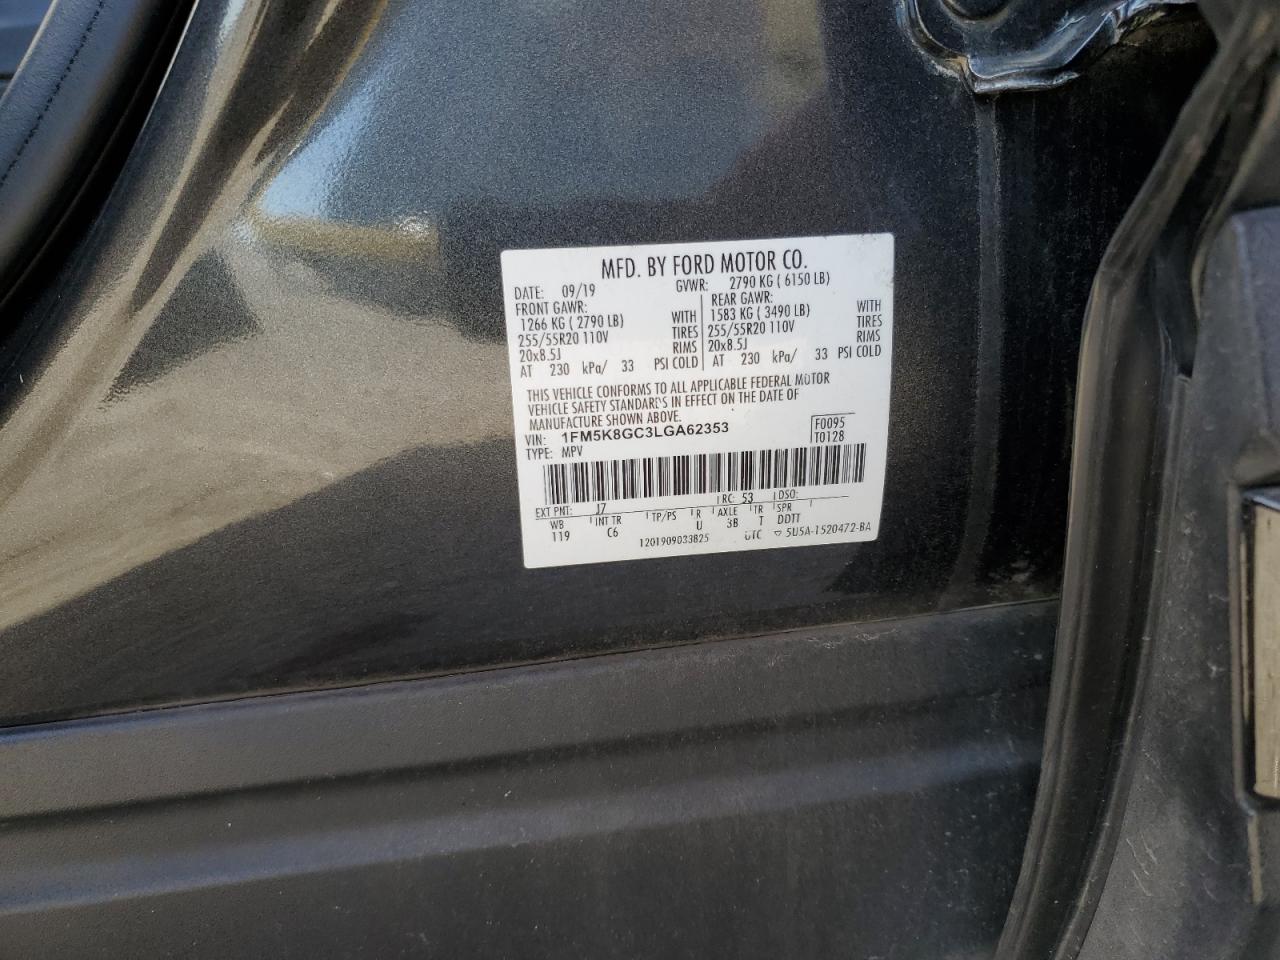 MFD. BY FORD MOTOR CO.
DATE: 09/19 GVWR: 2790 KG ( 6150 LB)
FRONT GAWR: REAR GAWR:
1266 KG ( 2790 LB) WITH 1583 KG ( 3490 LB) WITH
255/55R20 110V TIRES 255/55R20 110V TIRES
20x8.5J RIMS 20x8.5J RIMS
AT 230 kPa/ 33 PSI COLD AT 230 kPa/ 33 PSI COLD
THIS VEHICLE CONFORMS TO ALL APPLICABLE FEDERAL MOTOR
VEHICLE SAFETY STANDARDS IN EFFECT ON THE DATE OF
MANUFACTURE SHOWN ABOVE.
VIN: 1FM5K8GC3LGA62353 F0095
TYPE: MPV T0128
EXT PNT: J7 RC: 53 DSO:
WB INT TR TP/PS R AXLE TR SPR
119 C6 U 3B T DDTT
1201909033B25 UTC ▽ 5U5A-1520472-BA